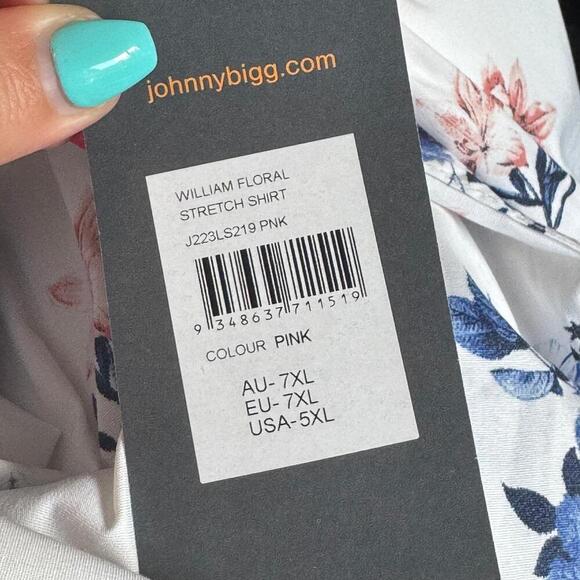 johnnybigg.com
WILLIAM FLORAL
STRETCH SHIRT
J223LS219 PNK
9 348637 711519
COLOUR PINK
AU- 7XL
EU- 7XL
USA- 5XL